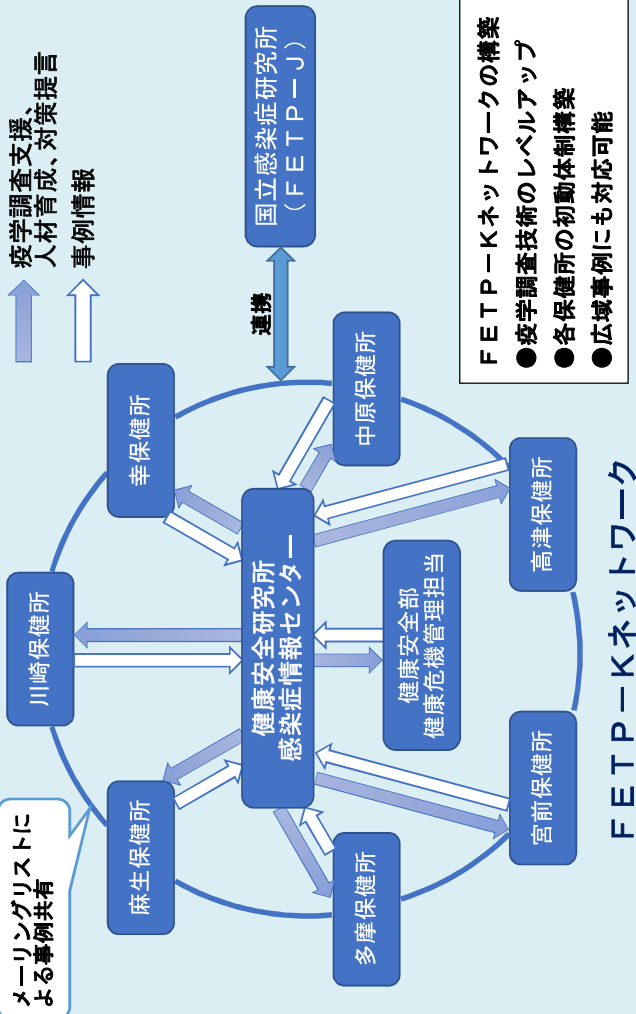 メーリングリストに
よる事例共有
疫学調査支援、
人材育成、対策提言
事例情報
川崎保健所
麻生保健所
幸保健所
国立感染症研究所
（ＦＥＴＰ－Ｊ）
連携
健康安全研究所
感染症情報センター
多摩保健所
中原保健所
健康安全部
健康危機管理担当
宮前保健所
高津保健所
ＦＥＴＰ－Ｋネットワークの構築
●疫学調査技術のレベルアップ
●各保健所の初動体制構築
●広域事例にも対応可能
ＦＥＴＰ－Ｋネットワーク